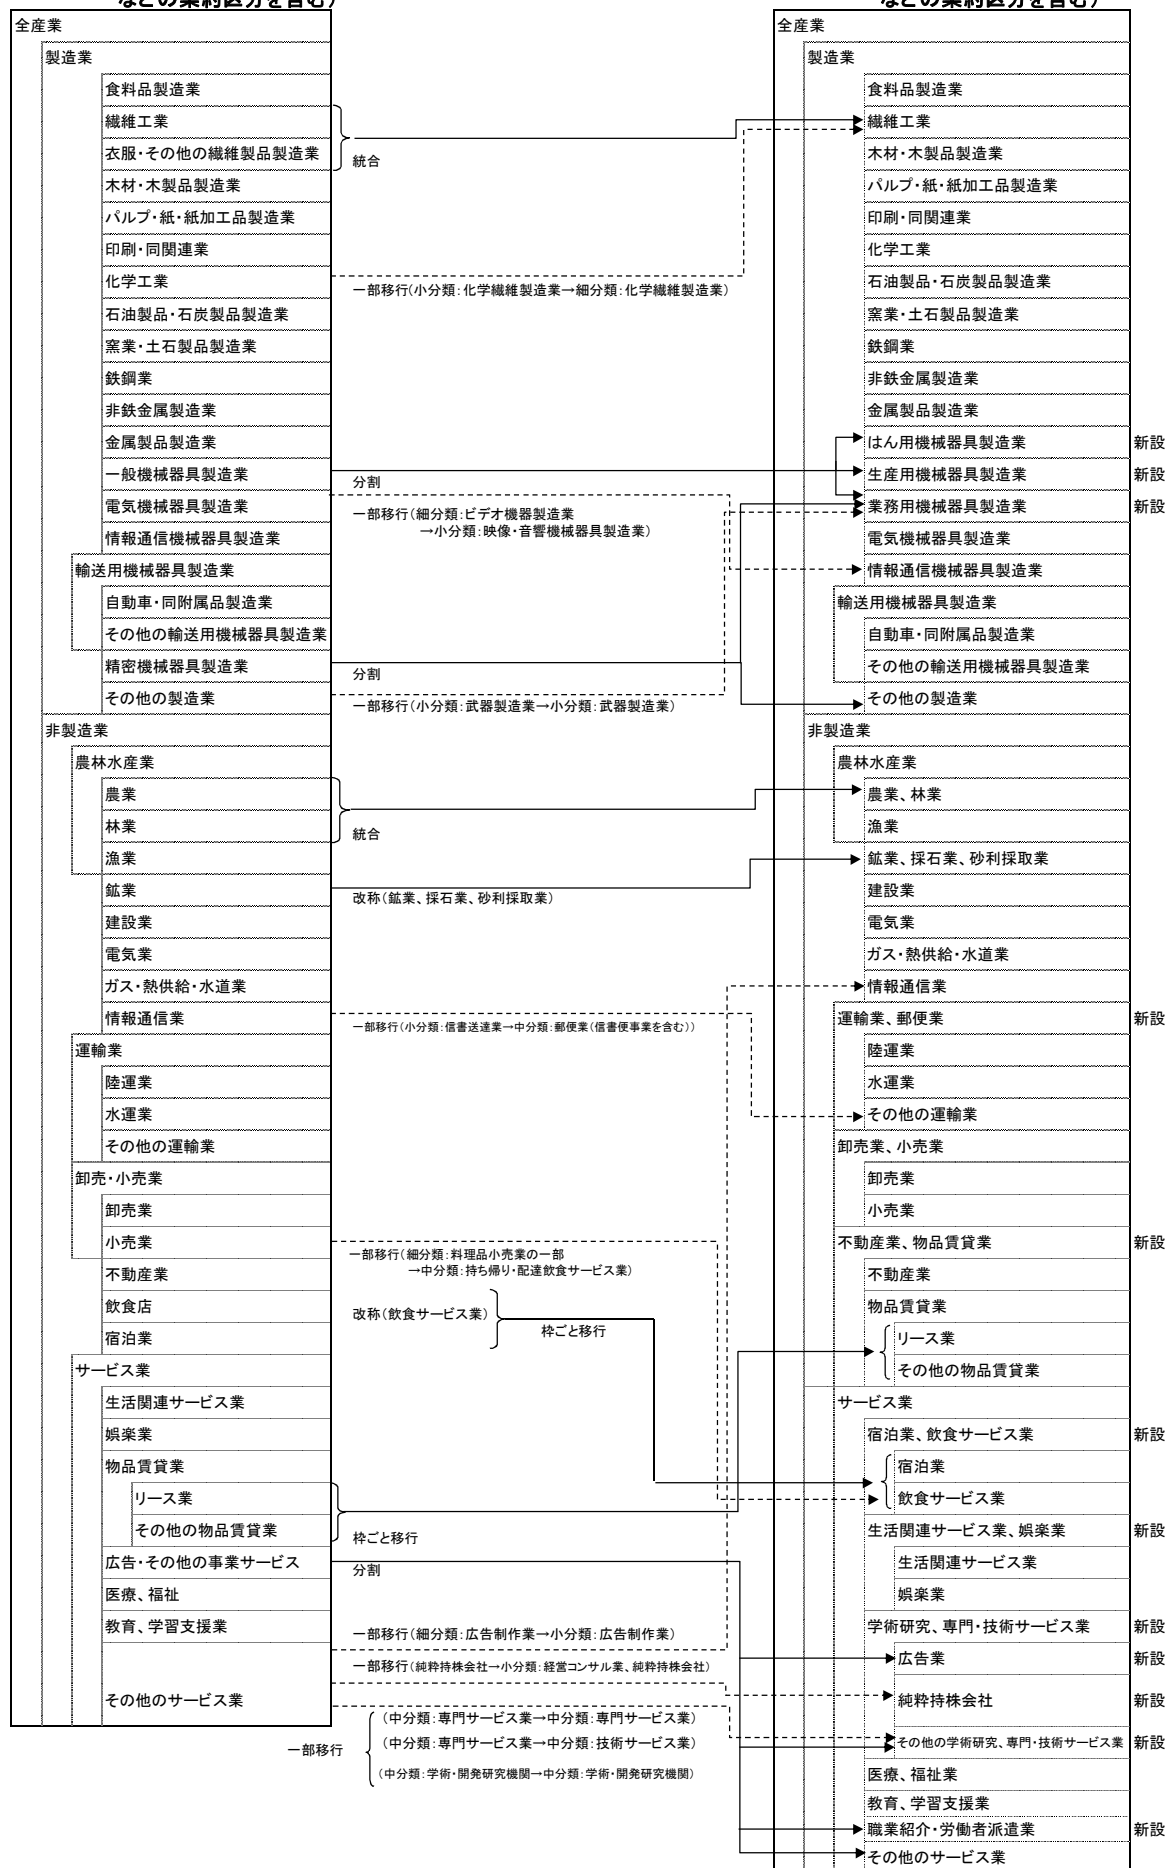 などの集約区分を含む)
全産業
製造業
食料品製造業
繊維工業
衣服・その他の繊維製品製造業
木材・木製品製造業
パルプ・紙・紙加工品製造業
印刷・同関連業
化学工業
石油製品・石炭製品製造業
窯業・土石製品製造業
鉄鋼業
非鉄金属製造業
金属製品製造業
一般機械器具製造業
電気機械器具製造業
情報通信機械器具製造業
輸送用機械器具製造業
自動車・同附属品製造業
その他の輸送用機械器具製造業
精密機械器具製造業
その他の製造業
非製造業
農林水産業
農業
林業
漁業
鉱業
建設業
電気業
ガス・熱供給・水道業
情報通信業
運輸業
陸運業
水運業
その他の運輸業
卸売・小売業
卸売業
小売業
不動産業
飲食店
宿泊業
サービス業
生活関連サービス業
娯楽業
物品賃貸業
リース業
その他の物品賃貸業
広告・その他の事業サービス
医療、福祉
教育、学習支援業
その他のサービス業
統合
一部移行(小分類:化学繊維製造業→細分類:化学繊維製造業)
分割
一部移行(細分類:ビデオ機器製造業
→小分類:映像・音響機械器具製造業)
分割
一部移行(小分類:武器製造業→小分類:武器製造業)
統合
改称(鉱業、採石業、砂利採取業)
一部移行(小分類:信書送達業→中分類:郵便業(信書便事業を含む))
一部移行(細分類:料理品小売業の一部
→中分類:持ち帰り・配達飲食サービス業)
改称(飲食サービス業)
枠ごと移行
枠ごと移行
分割
一部移行(細分類:広告制作業→小分類:広告制作業)
一部移行(純粋持株会社→小分類:経営コンサル業、純粋持株会社)
一部移行
(中分類:専門サービス業→中分類:専門サービス業)
(中分類:専門サービス業→中分類:技術サービス業)
(中分類:学術・開発研究機関→中分類:学術・開発研究機関)
などの集約区分を含む)
全産業
製造業
食料品製造業
繊維工業
木材・木製品製造業
パルプ・紙・紙加工品製造業
印刷・同関連業
化学工業
石油製品・石炭製品製造業
窯業・土石製品製造業
鉄鋼業
非鉄金属製造業
金属製品製造業
はん用機械器具製造業 新設
生産用機械器具製造業 新設
業務用機械器具製造業 新設
電気機械器具製造業
情報通信機械器具製造業
輸送用機械器具製造業
自動車・同附属品製造業
その他の輸送用機械器具製造業
その他の製造業
非製造業
農林水産業
農業、林業
漁業
鉱業、採石業、砂利採取業
建設業
電気業
ガス・熱供給・水道業
情報通信業
運輸業、郵便業 新設
陸運業
水運業
その他の運輸業
卸売業、小売業
卸売業
小売業
不動産業、物品賃貸業 新設
不動産業
物品賃貸業
リース業
その他の物品賃貸業
サービス業
宿泊業、飲食サービス業 新設
宿泊業
飲食サービス業
生活関連サービス業、娯楽業 新設
生活関連サービス業
娯楽業
学術研究、専門・技術サービス業 新設
広告業 新設
純粋持株会社 新設
その他の学術研究、専門・技術サービス業 新設
医療、福祉業
教育、学習支援業
職業紹介・労働者派遣業 新設
その他のサービス業